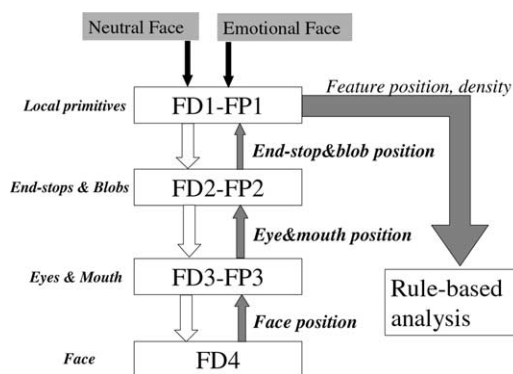 Neutral Face
Emotional Face
Feature position, density
Local primitives
FD1-FP1
End-stop&blob position
End-stops & Blobs
FD2-FP2
Eye&mouth position
Eyes & Mouth
FD3-FP3
Rule-based
analysis
Face position
Face
FD4